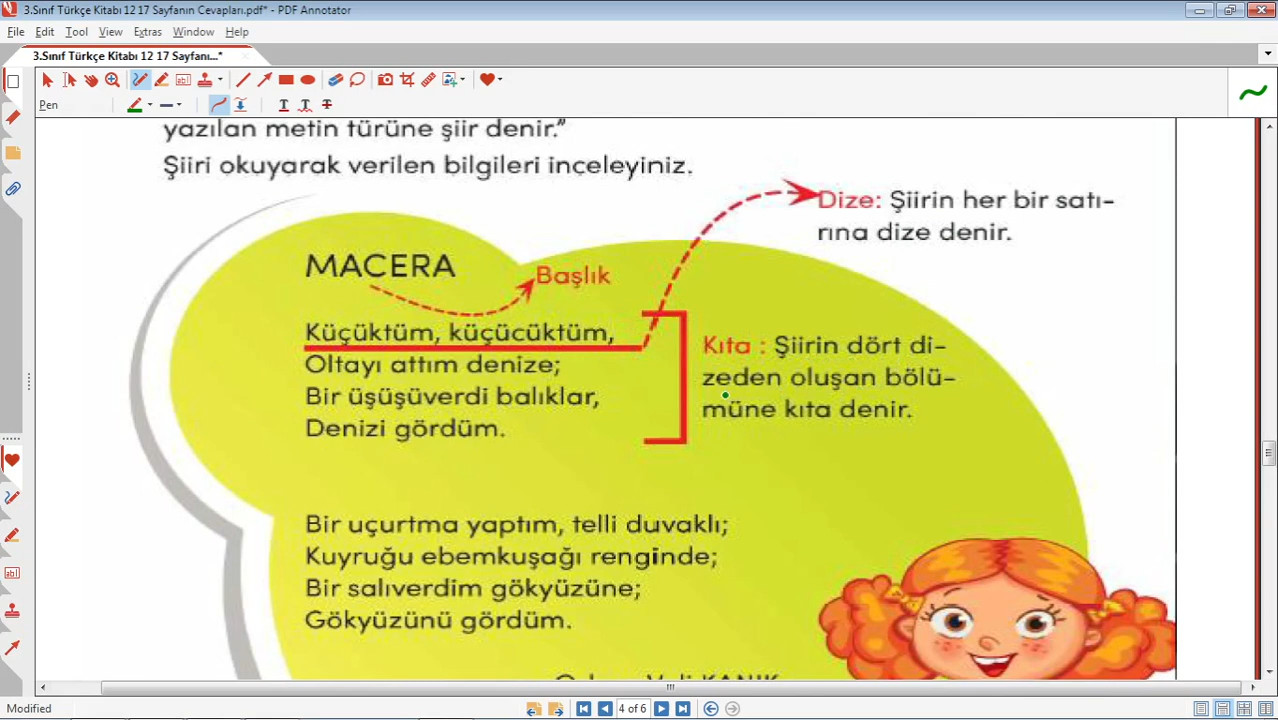 3.Sınıf Türkçe Kitabı 12 17 Sayfanın Cevapları.pdf* - PDF Annotator
File Edit Tool View Extras Window Help
3.Sınıf Türkçe Kitabı 12 17 Sayfanı...*
Pen
yazılan metin türüne şiir denir.”
Şiiri okuyarak verilen bilgileri inceleyiniz.
Dize: Şiirin her bir satı-
rına dize denir.
MACERA
Başlık
Küçüktüm, küçücüktüm,
Oltayı attım denize;
Bir üşüşüverdi balıklar,
Denizi gördüm.
Kıta : Şiirin dört di-
zeden oluşan bölü-
müne kıta denir.
Bir uçurtma yaptım, telli duvaklı;
Kuyruğu ebemkuşağı renginde;
Bir salıverdim gökyüzüne;
Gökyüzünü gördüm.
Orhan Veli KANIK
Modified
4 of 6